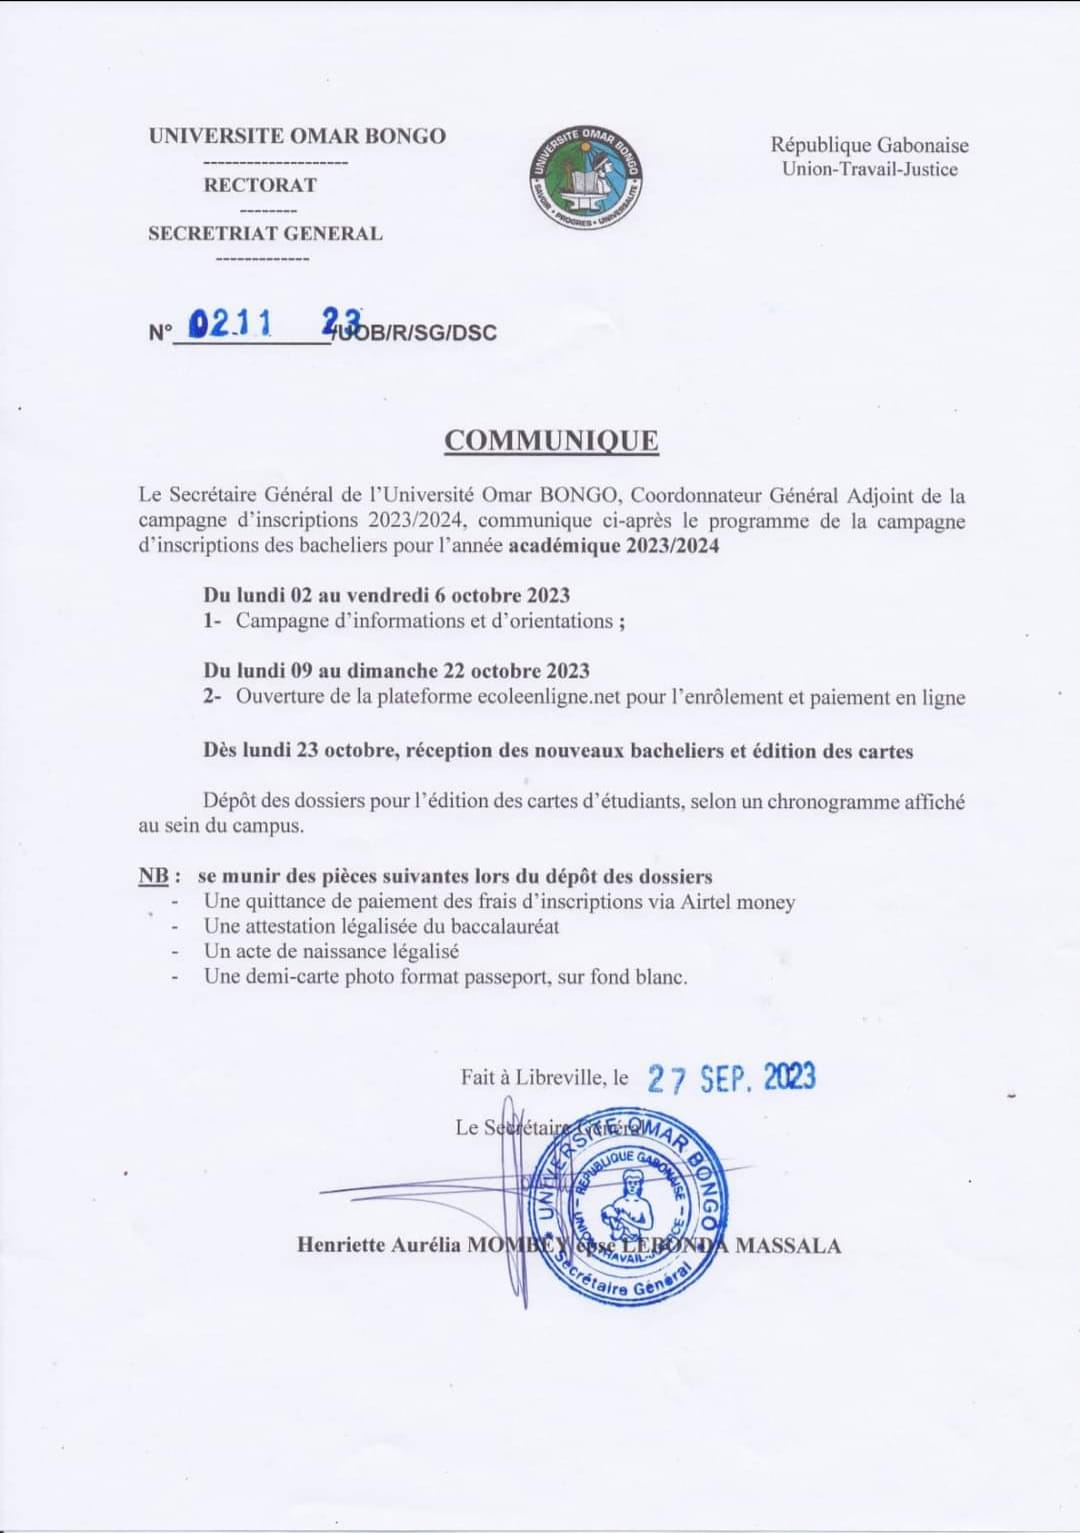 UNIVERSITE OMAR BONGO
--------------------
RECTORAT
--------
SECRETRIAT GENERAL
-------------
UNIVERSITE OMAR BONGO
SAVOIR • PROGRES • UNIVERSALITE
République Gabonaise
Union-Travail-Justice
N° 0211 23/UOB/R/SG/DSC
COMMUNIQUE
Le Secrétaire Général de l’Université Omar BONGO, Coordonnateur Général Adjoint de la
campagne d’inscriptions 2023/2024, communique ci-après le programme de la campagne
d’inscriptions des bacheliers pour l’année académique 2023/2024
Du lundi 02 au vendredi 6 octobre 2023
1- Campagne d’informations et d’orientations ;
Du lundi 09 au dimanche 22 octobre 2023
2- Ouverture de la plateforme ecoleenligne.net pour l’enrôlement et paiement en ligne
Dès lundi 23 octobre, réception des nouveaux bacheliers et édition des cartes
Dépôt des dossiers pour l’édition des cartes d’étudiants, selon un chronogramme affiché
au sein du campus.
NB : se munir des pièces suivantes lors du dépôt des dossiers
- Une quittance de paiement des frais d’inscriptions via Airtel money
- Une attestation légalisée du baccalauréat
- Un acte de naissance légalisé
- Une demi-carte photo format passeport, sur fond blanc.
Fait à Libreville, le 27 SEP. 2023
Le Secrétaire Général
UNIVERSITE OMAR BONGO
REPUBLIQUE GABONAISE
UNION-TRAVAIL-JUSTICE
Secrétaire Général
Henriette Aurélia MOMBEY épse LEBONDA MASSALA